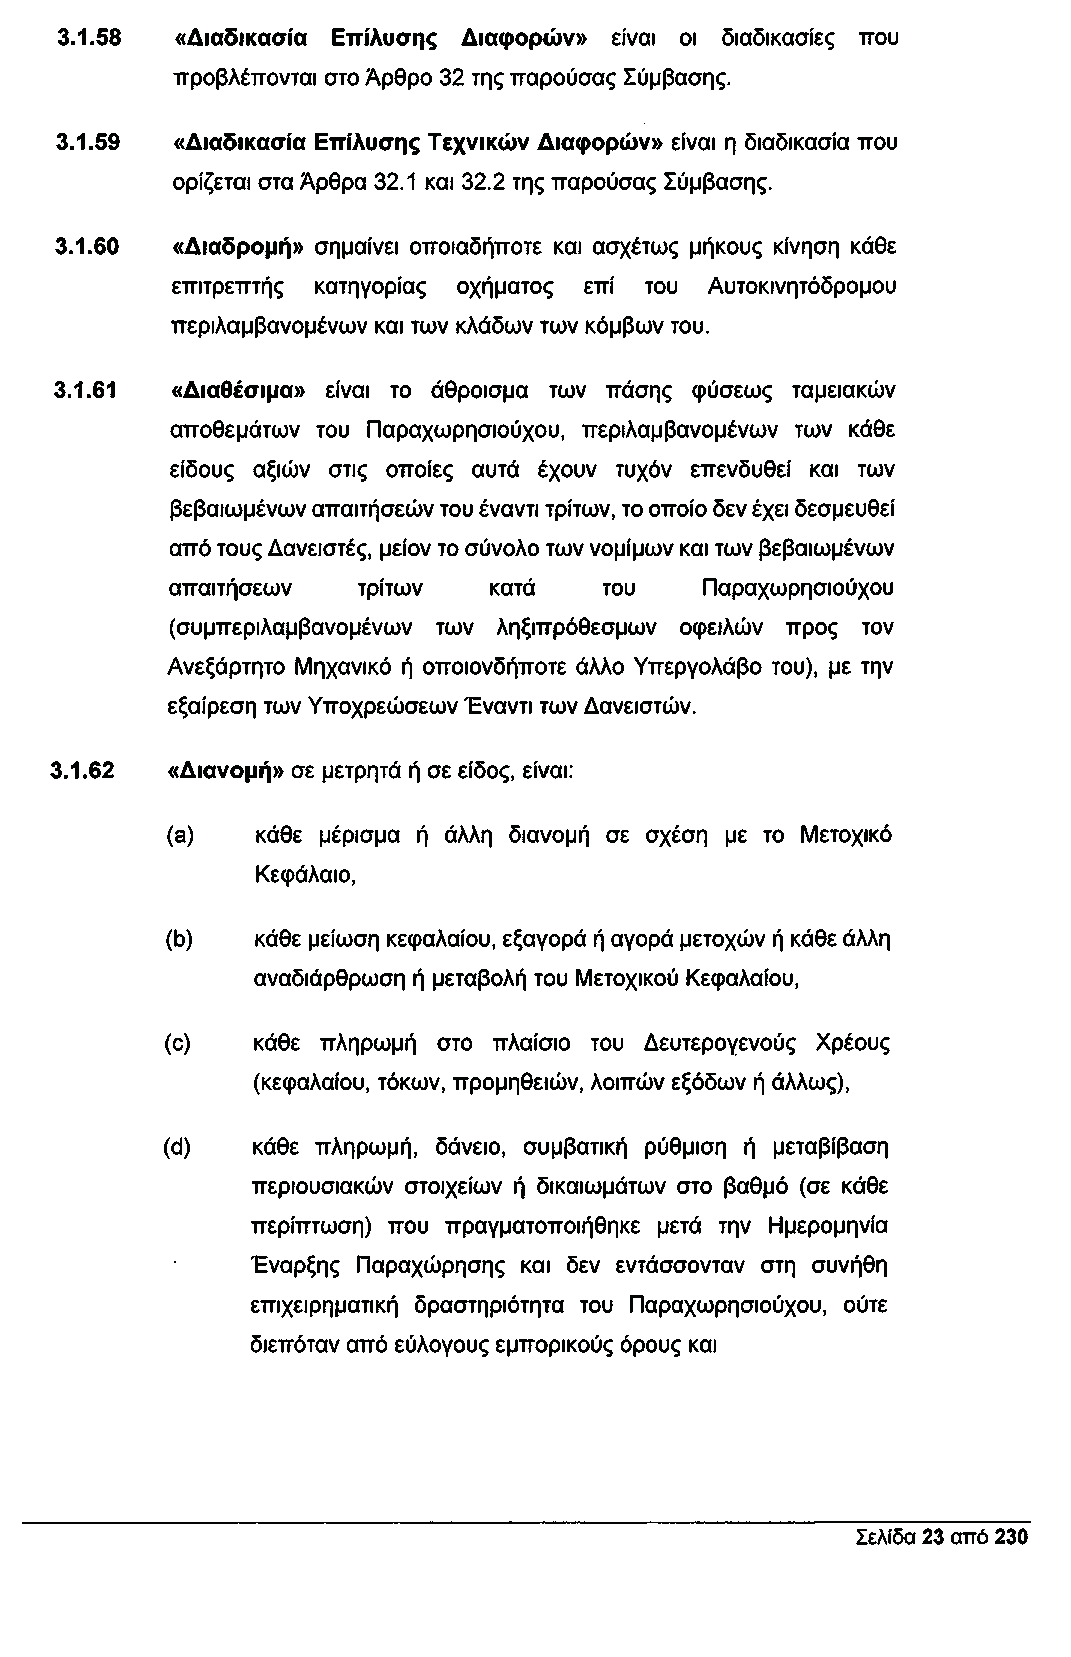 3.1.58 «Διαδικασία Επίλυσης Διαφορών» είναι οι διαδικασίες που
προβλέπονται στο Άρθρο 32 της παρούσας Σύμβασης.
3.1.59 «Διαδικασία Επίλυσης Τεχνικών Διαφορών» είναι η διαδικασία που
ορίζεται στα Άρθρα 32.1 και 32.2 της παρούσας Σύμβασης.
3.1.60 «Διαδρομή» σημαίνει οποιαδήποτε και ασχέτως μήκους κίνηση κάθε
επιτρεπτής κατηγορίας οχήματος επί του Αυτοκινητόδρομου
περιλαμβανομένων και των κλάδων των κόμβων του.
3.1.61 «Διαθέσιμα» είναι το άθροισμα των πάσης φύσεως ταμειακών
αποθεμάτων του Παραχωρησιούχου, περιλαμβανομένων των κάθε
είδους αξιών στις οποίες αυτά έχουν τυχόν επενδυθεί και των
βεβαιωμένων απαιτήσεών του έναντι τρίτων, το οποίο δεν έχει δεσμευθεί
από τους Δανειστές, μείον το σύνολο των νομίμων και των βεβαιωμένων
απαιτήσεων τρίτων κατά του Παραχωρησιούχου
(συμπεριλαμβανομένων των ληξιπρόθεσμων οφειλών προς τον
Ανεξάρτητο Μηχανικό ή οποιονδήποτε άλλο Υπεργολάβο του), με την
εξαίρεση των Υποχρεώσεων Έναντι των Δανειστών.
3.1.62 «Διανομή» σε μετρητά ή σε είδος, είναι:
(a) κάθε μέρισμα ή άλλη διανομή σε σχέση με το Μετοχικό
Κεφάλαιο,
(b) κάθε μείωση κεφαλαίου, εξαγορά ή αγορά μετοχών ή κάθε άλλη
αναδιάρθρωση ή μεταβολή του Μετοχικού Κεφαλαίου,
(c) κάθε πληρωμή στο πλαίσιο του Δευτερογενούς Χρέους
(κεφαλαίου, τόκων, προμηθειών, λοιπών εξόδων ή άλλως),
(d) κάθε πληρωμή, δάνειο, συμβατική ρύθμιση ή μεταβίβαση
περιουσιακών στοιχείων ή δικαιωμάτων στο βαθμό (σε κάθε
περίπτωση) που πραγματοποιήθηκε μετά την Ημερομηνία
Έναρξης Παραχώρησης και δεν εντάσσονταν στη συνήθη
επιχειρηματική δραστηριότητα του Παραχωρησιούχου, ούτε
διεπόταν από εύλογους εμπορικούς όρους και
Σελίδα 23 από 230